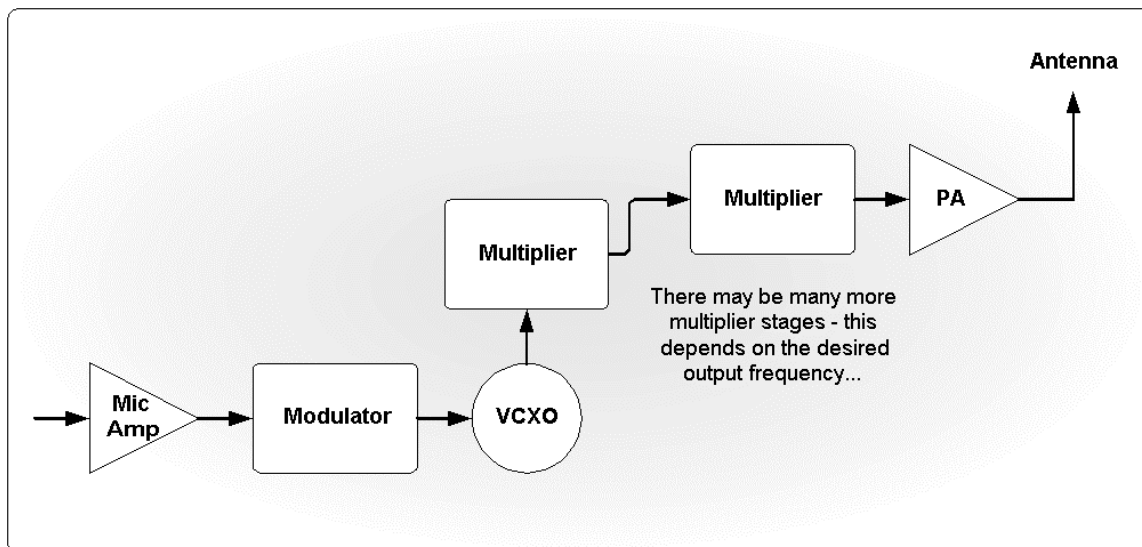 Antenna
Multiplier
PA
Multiplier
There may be many more
multiplier stages - this
depends on the desired
output frequency...
Mic
Amp
Modulator
VCXO